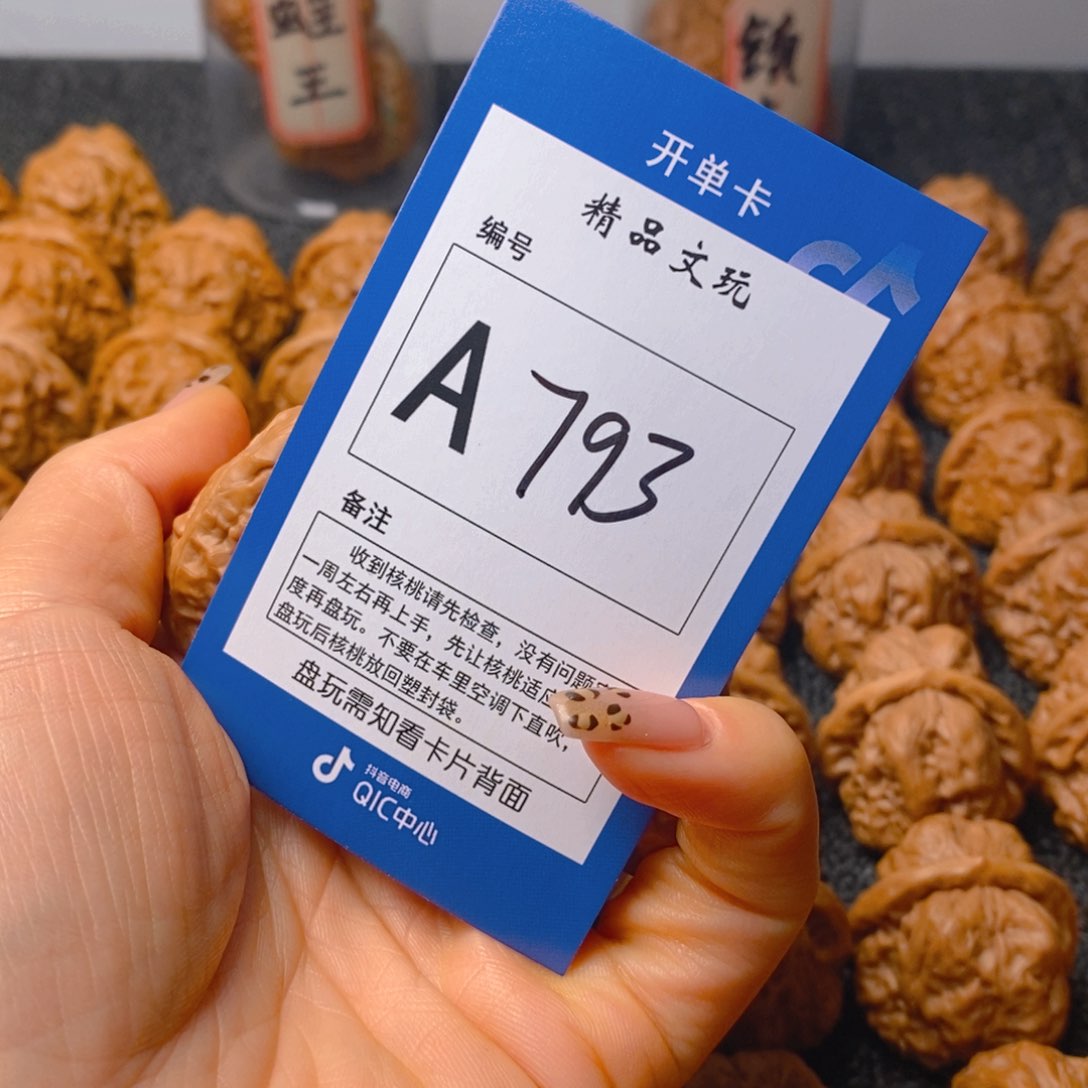 王
开单卡
精品文玩
编号
A 793
备注
收到核桃请先检查，没有问题
一周左右再上手，先让核桃适应
度再盘玩。不要在车里空调下直吹，
盘玩后核桃放回塑封袋。
盘玩需知看卡片背面
抖音电商
QIC中心